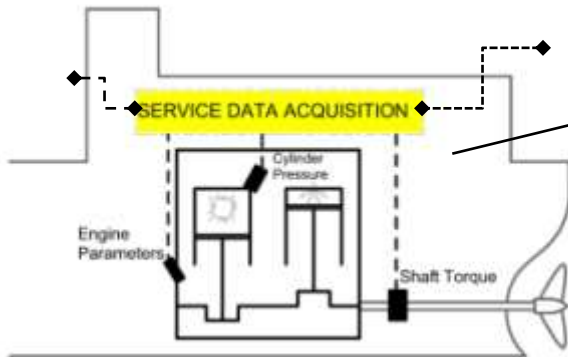 SERVICE DATA ACQUISITION
Cylinder
Pressure
Engine
Parameters
Shaft Torque